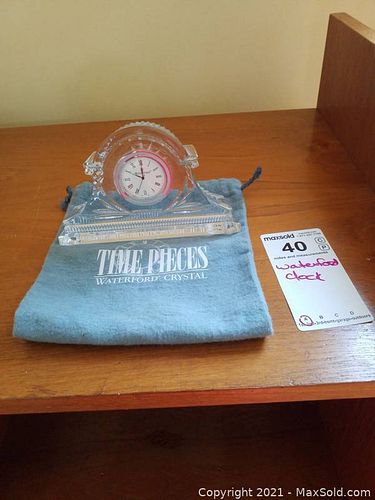 TIME PIECES
WATERFORD CRYSTAL
maxsold
40
Waterford
Clock
B C D
Copyright © 2021 - MaxSold.com